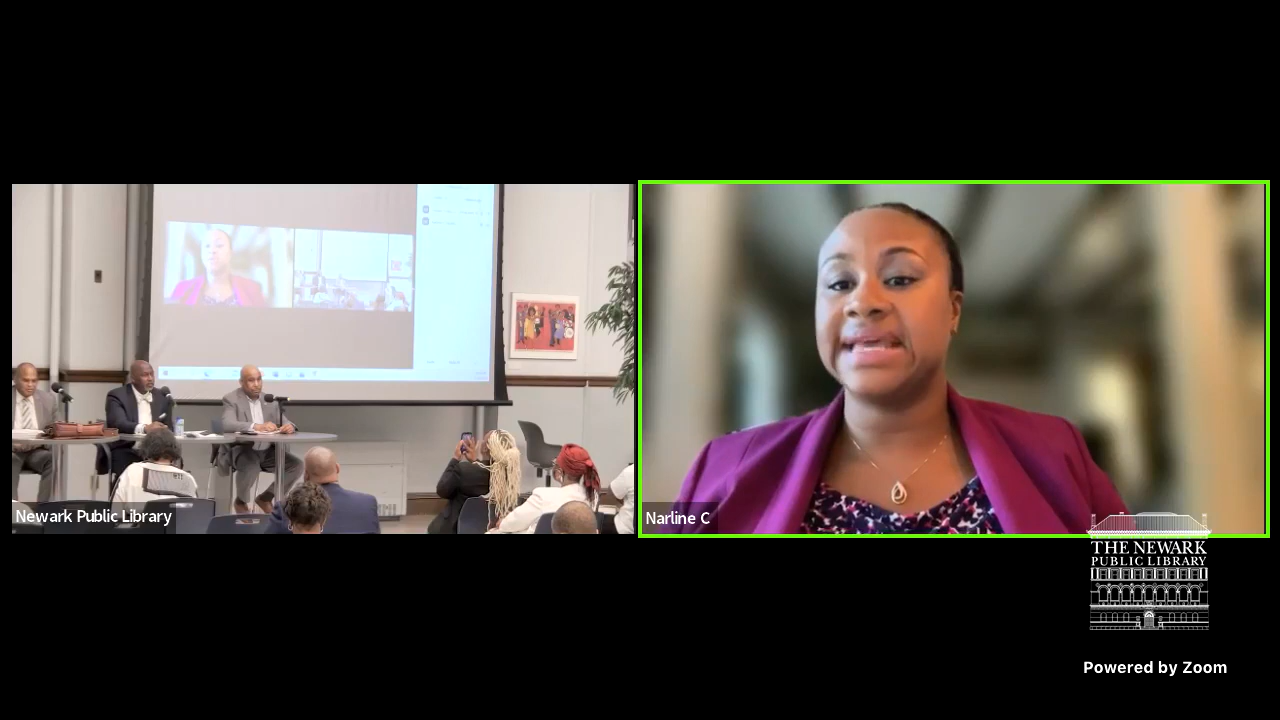 Newark Public Library
Narline C
THE NEWARK
PUBLIC LIBRARY
Powered by Zoom